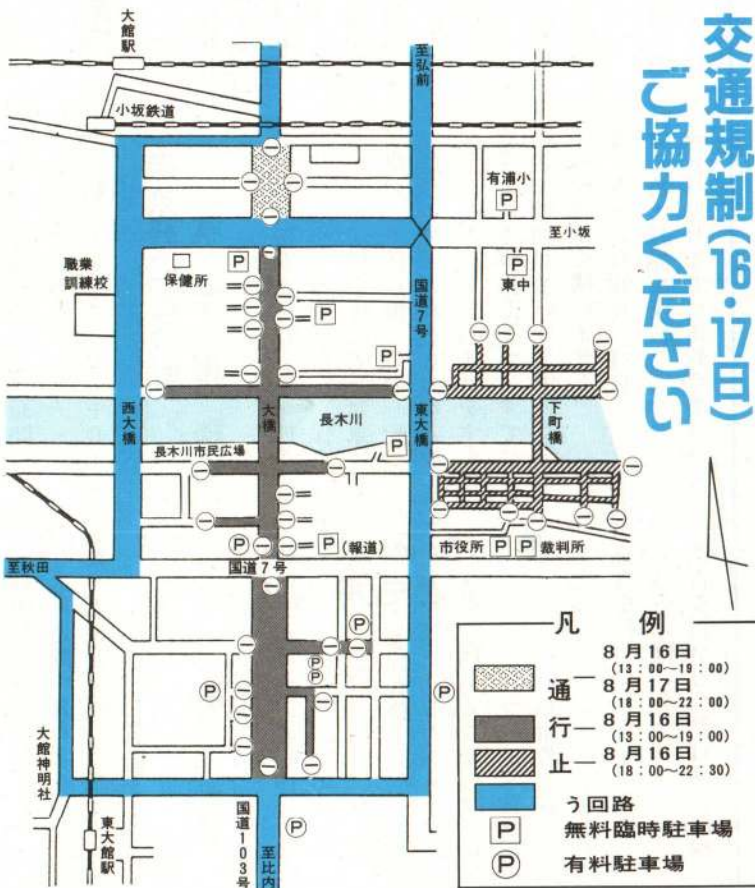 交通規制(16・17日)
ご協力ください
大館駅
至弘前
小坂鉄道
有浦小
P
至小坂
P
東中
職業
訓練校
保健所
P
P
P
国道7号
西大橋
大橋
長木川
東大橋
下町橋
長木川市民広場
P
P
P
(報道)
市役所
P
P
裁判所
至秋田
国道7号
P
P
P
P
P
大館神明社
東大館駅
国道103号
至比内
P
凡例
通行止
8月16日
(13:00~19:00)
8月17日
(18:00~22:00)
8月16日
(13:00~19:00)
8月16日
(18:00~22:30)
う回路
P 無料臨時駐車場
P 有料駐車場